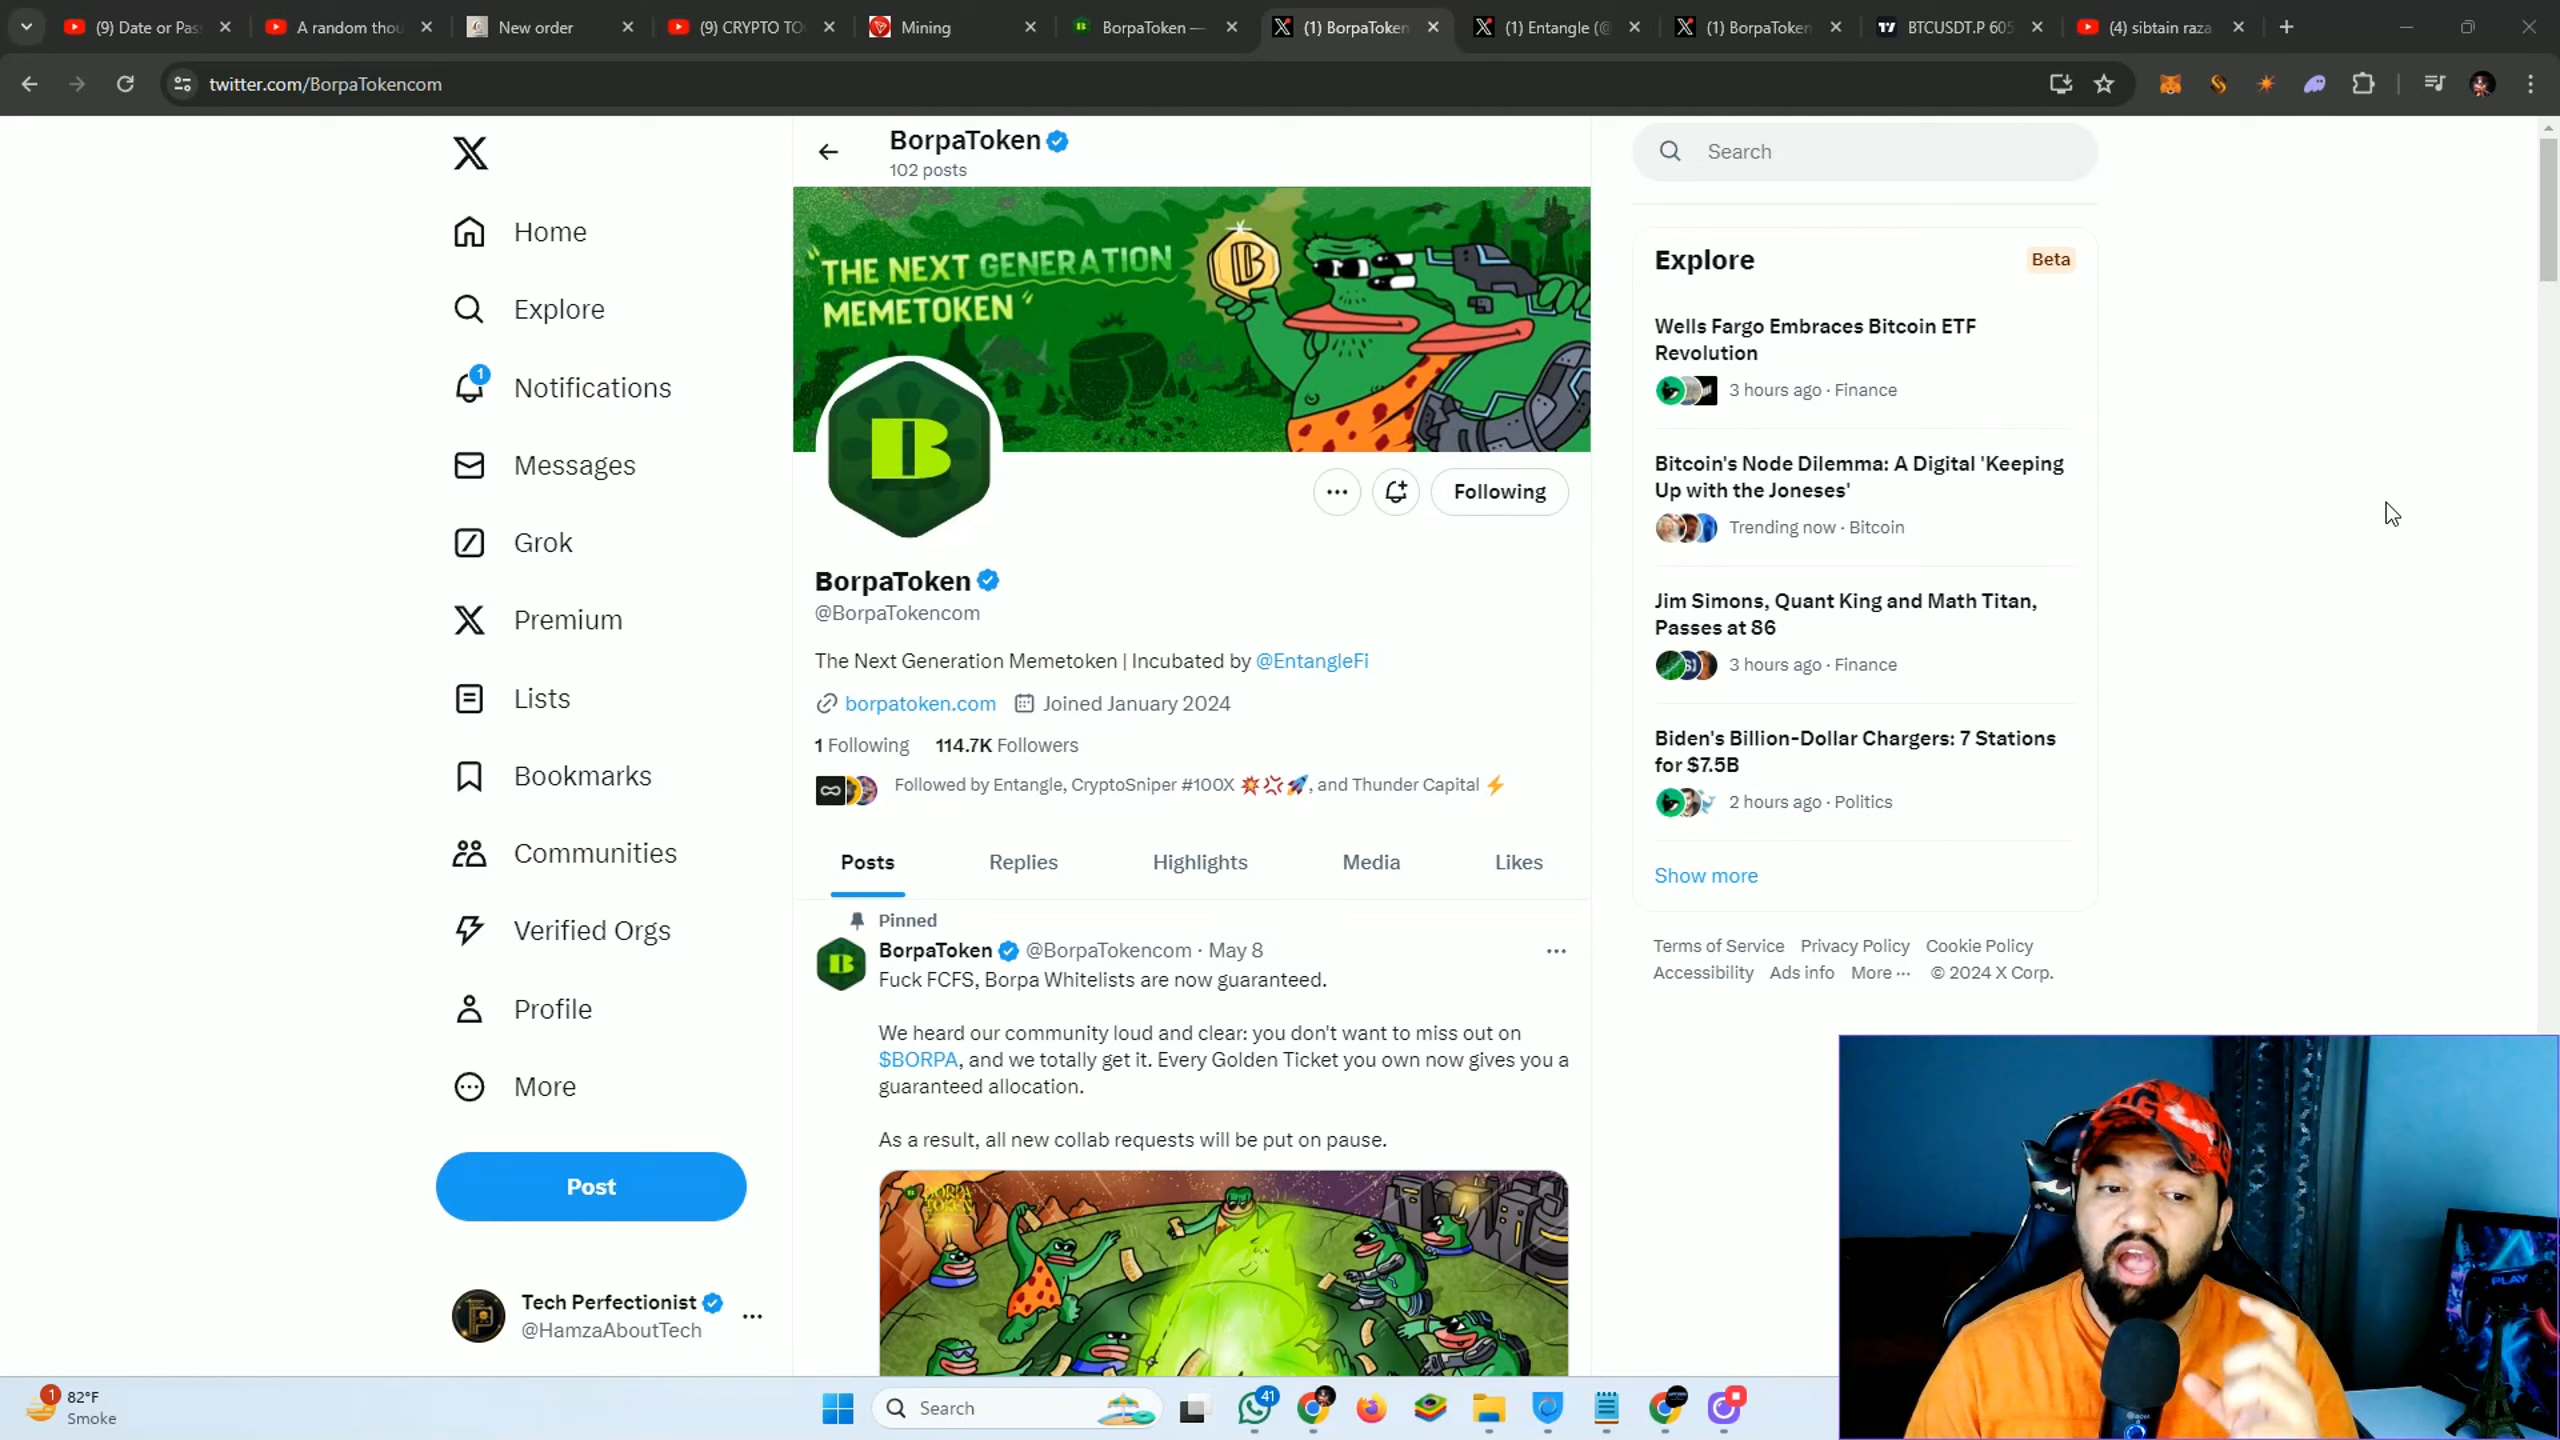 (9) Date or Pas
A random thou
New order
(9) CRYPTO TO
Mining
BorpaToken —
(1) BorpaToken
(1) Entangle (@
(1) BorpaToken
BTCUSDT.P 605
(4) sibtain raza
twitter.com/BorpaTokencom
Home
Explore
1
Notifications
Messages
Grok
Premium
Lists
Bookmarks
Communities
Verified Orgs
Profile
More
Post
Tech Perfectionist
@HamzaAboutTech
BorpaToken
102 posts
"THE NEXT GENERATION
MEMETOKEN"
B
B
Following
BorpaToken
@BorpaTokencom
The Next Generation Memetoken | Incubated by @EntangleFi
borpatoken.com Joined January 2024
1 Following 114.7K Followers
Followed by Entangle, CryptoSniper #100X 💥💢🚀, and Thunder Capital ⚡
Posts Replies Highlights Media Likes
Pinned
BorpaToken @BorpaTokencom · May 8
Fuck FCFS, Borpa Whitelists are now guaranteed.
We heard our community loud and clear: you don't want to miss out on
$BORPA, and we totally get it. Every Golden Ticket you own now gives you a
guaranteed allocation.
As a result, all new collab requests will be put on pause.
BORPA
TOKEN
Search
Explore
Beta
Wells Fargo Embraces Bitcoin ETF
Revolution
3 hours ago · Finance
Bitcoin's Node Dilemma: A Digital 'Keeping
Up with the Joneses'
Trending now · Bitcoin
Jim Simons, Quant King and Math Titan,
Passes at 86
3 hours ago · Finance
Biden's Billion-Dollar Chargers: 7 Stations
for $7.5B
2 hours ago · Politics
Show more
Terms of Service Privacy Policy Cookie Policy
Accessibility Ads info More ··· © 2024 X Corp.
PLAY
1
82°F
Smoke
Search
41